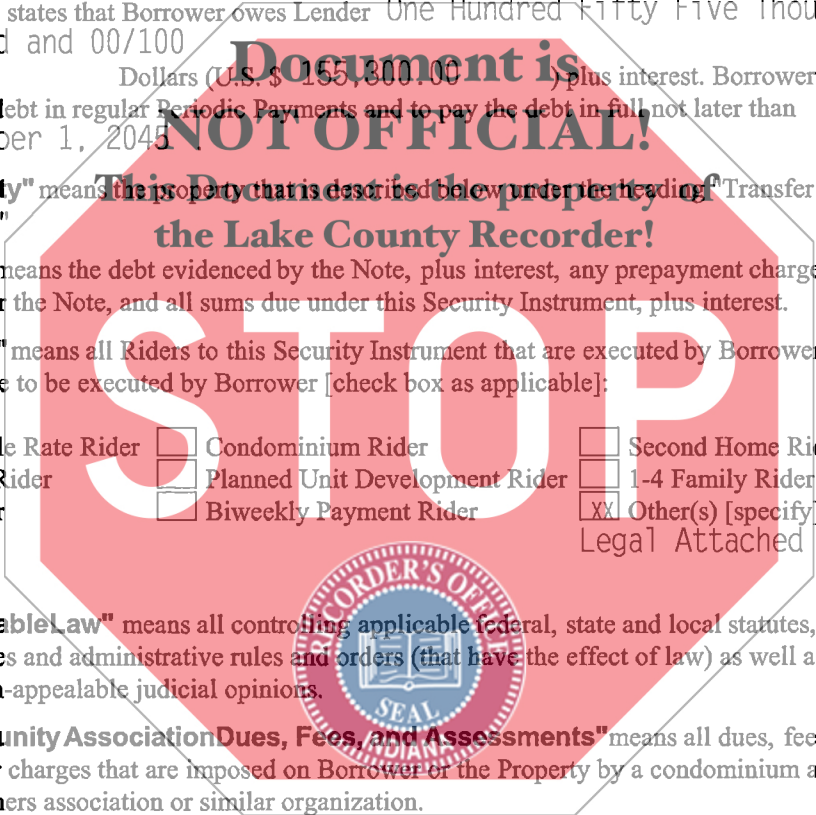 states that Borrower owes Lender One Hundred Fifty Five Thou
d and 00/100
Document is
Dollars (U.S. $ 155,300.00 ) plus interest. Borrower
ebt in regular Periodic Payments and to pay the debt in full not later than
ber 1, 2045 .
NOT OFFICIAL!
ty" means the property that is described below under the heading "Transfer
"
This Document is the property of
the Lake County Recorder!
means the debt evidenced by the Note, plus interest, any prepayment charge
r the Note, and all sums due under this Security Instrument, plus interest.
" means all Riders to this Security Instrument that are executed by Borrower
e to be executed by Borrower [check box as applicable]:
STOP
le Rate Rider Condominium Rider Second Home Ri
Rider Planned Unit Development Rider 1-4 Family Rider
r Biweekly Payment Rider XX Other(s) [specify]
Legal Attached
RECORDER'S OFFICE
SEAL
INDIANA
ableLaw" means all controlling applicable federal, state and local statutes,
es and administrative rules and orders (that have the effect of law) as well a
-appealable judicial opinions.
unity Association Dues, Fees, and Assessments" means all dues, fee
r charges that are imposed on Borrower or the Property by a condominium a
ners association or similar organization.